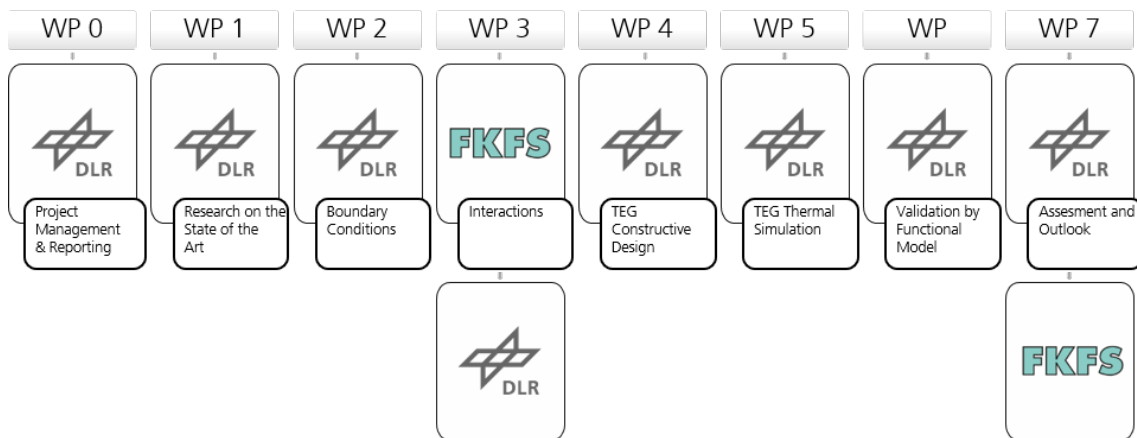 WP 0
WP 1
WP 2
WP 3
WP 4
WP 5
WP
WP 7
DLR
DLR
DLR
FKFS
DLR
DLR
DLR
DLR
Project
Management
& Reporting
Research on the
State of the
Art
Boundary
Conditions
Interactions
TEG
Constructive
Design
TEG Thermal
Simulation
Validation by
Functional
Model
Assesment and
Outlook
DLR
FKFS